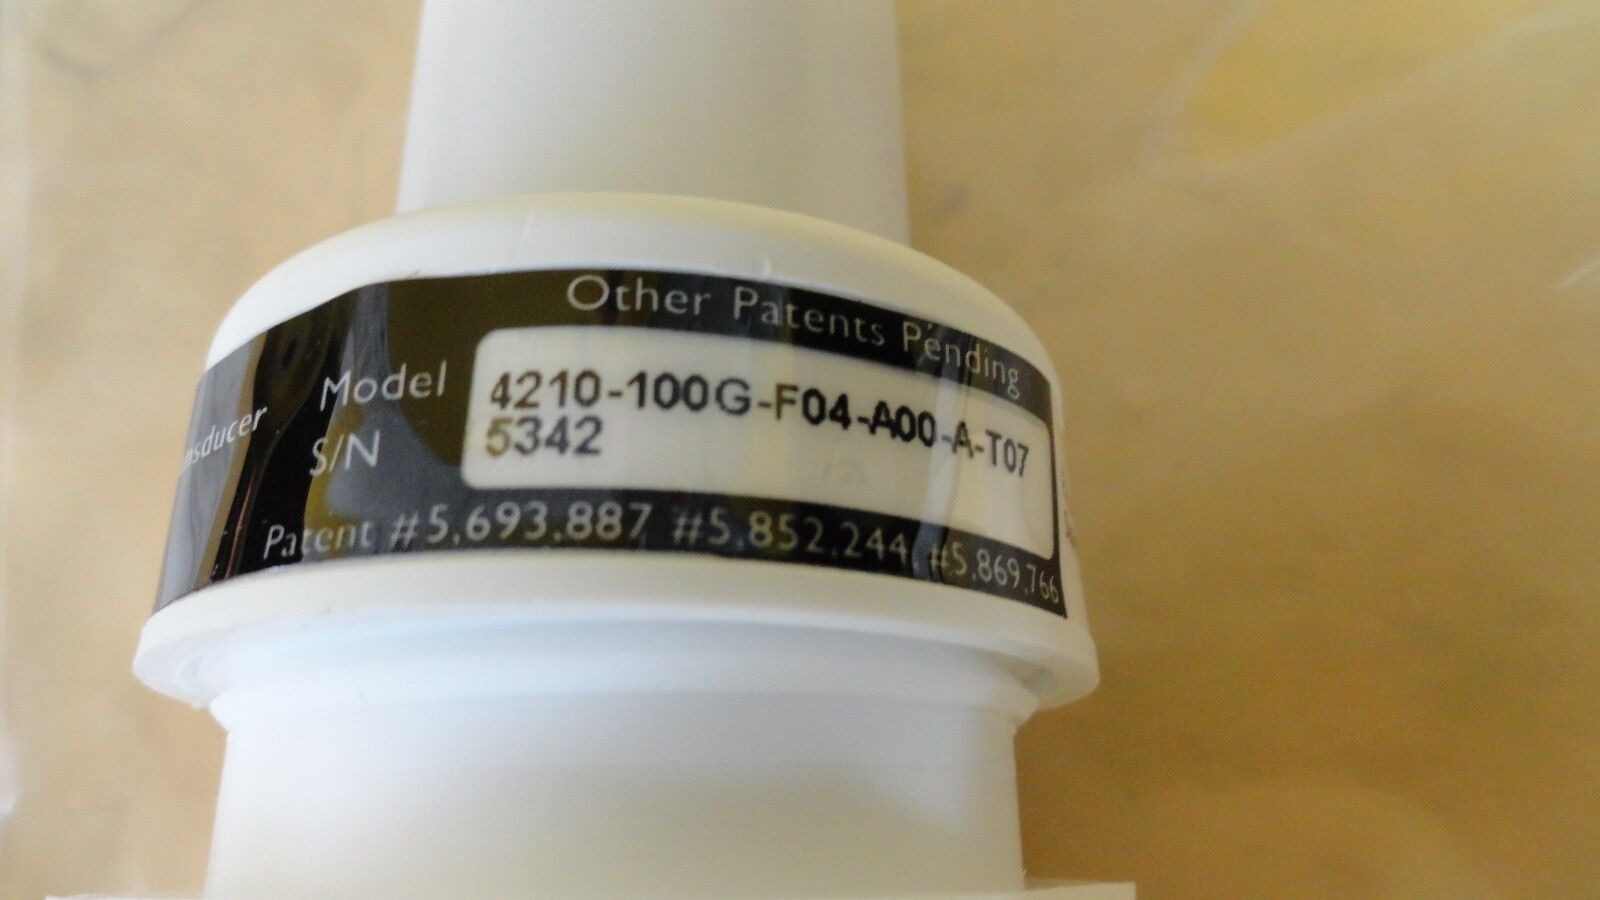 Other Patents Pending
nsducer
Model 4210-100G-F04-A00-A-T07
S/N 5342
Patent #5,693,887, #5,852,244, #5,869,766